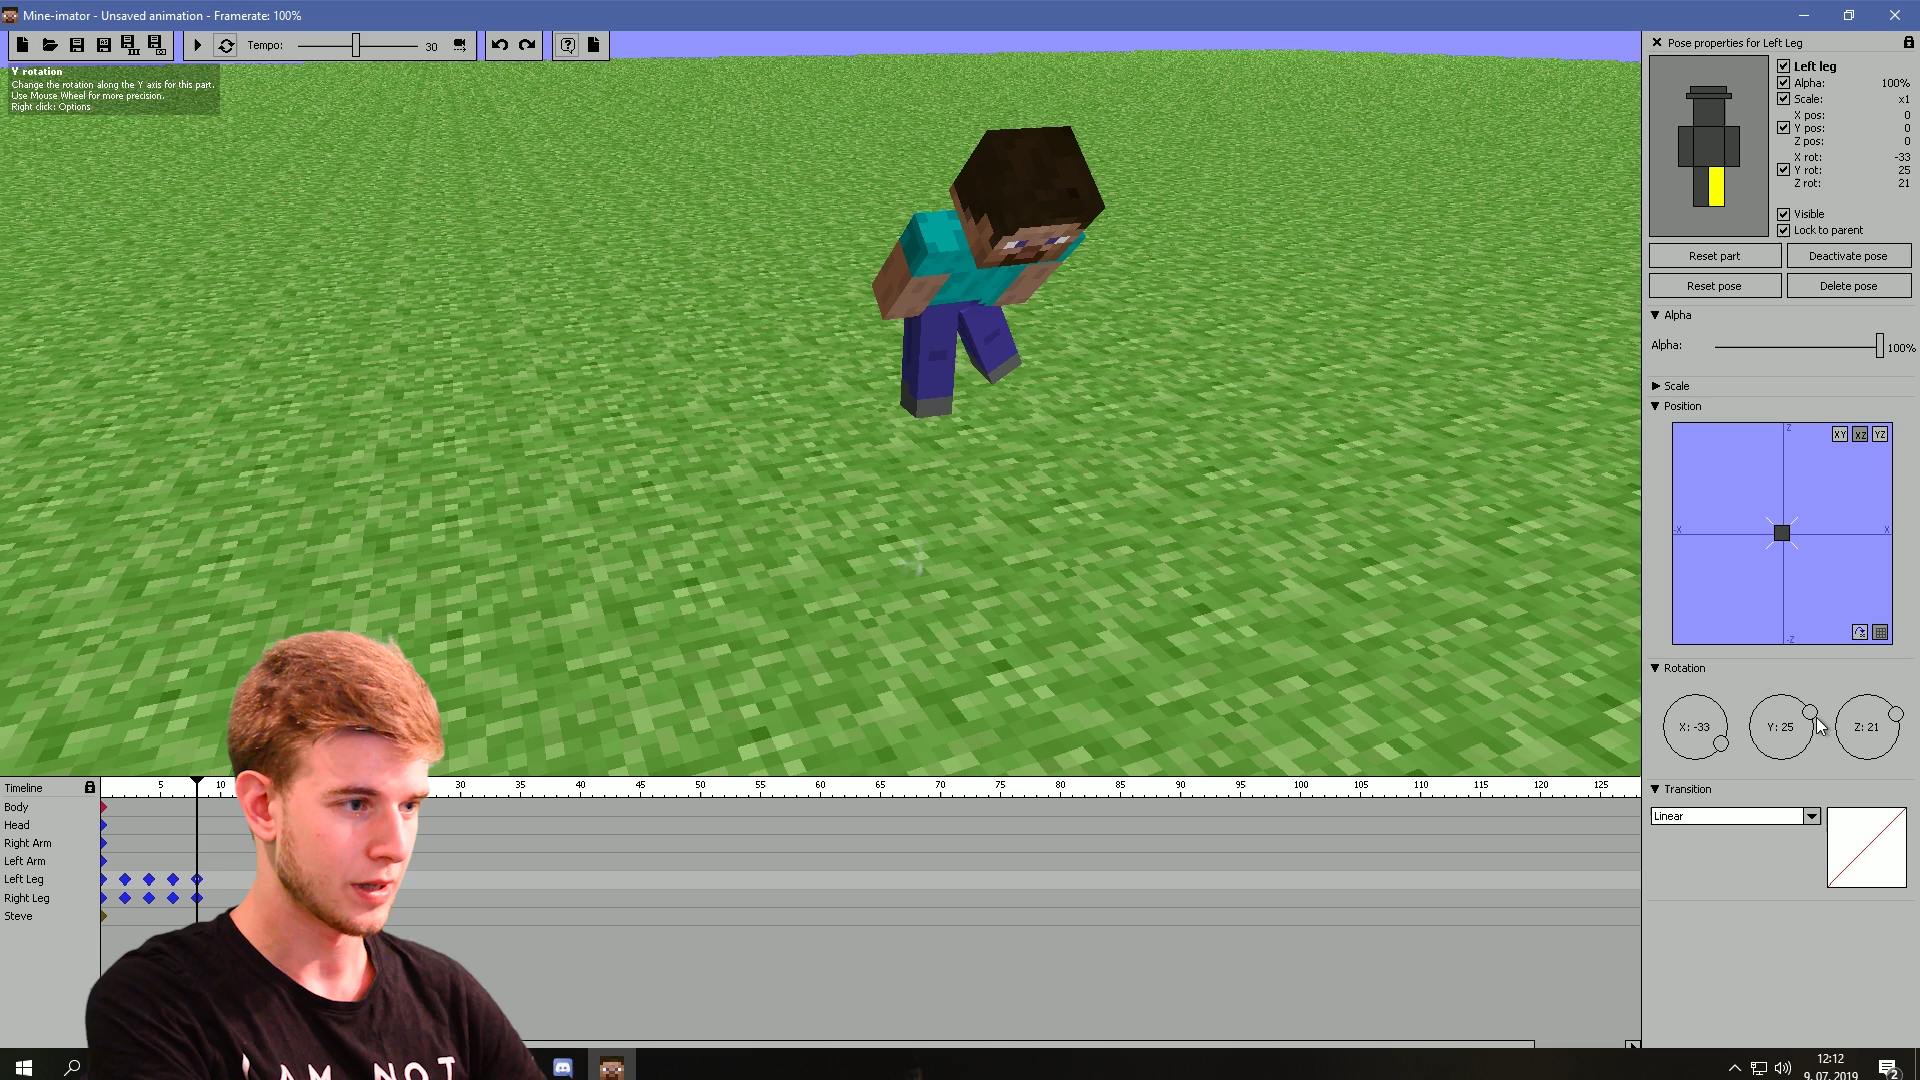 Mine-imator - Unsaved animation - Framerate: 100%
Tempo: 30
Y rotation
Change the rotation along the Y axis for this part.
Use Mouse Wheel for more precision.
Right click: Options
Pose properties for Left Leg
Left leg
Alpha: 100%
Scale: x1
X pos: 0
Y pos: 0
Z pos: 0
X rot: -33
Y rot: 25
Z rot: 21
Visible
Lock to parent
Reset part Deactivate pose
Reset pose Delete pose
Alpha
Alpha: 100%
Scale
Position
Z XY XZ YZ
-X X
-Z
Rotation
X: -33 Y: 25 Z: 21
Transition
Linear
Timeline 5 10 30 35 40 45 50 55 60 65 70 75 80 85 90 95 100 105 110 115 120 125
Body
Head
Right Arm
Left Arm
Left Leg
Right Leg
Steve
I AM NOT
12:12
9. 07. 2019
2